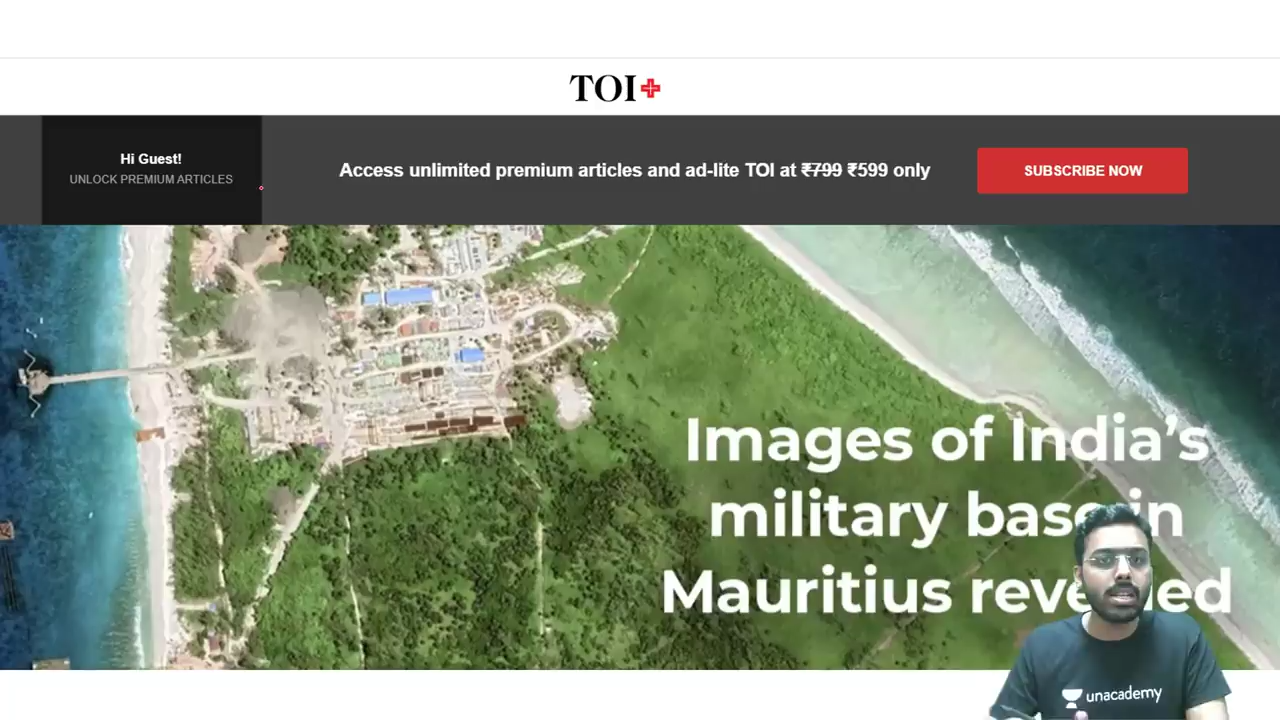 TOI+
Hi Guest!
UNLOCK PREMIUM ARTICLES
Access unlimited premium articles and ad-lite TOI at ₹799 ₹599 only
SUBSCRIBE NOW
Images of India's
military base in
Mauritius
unacademy